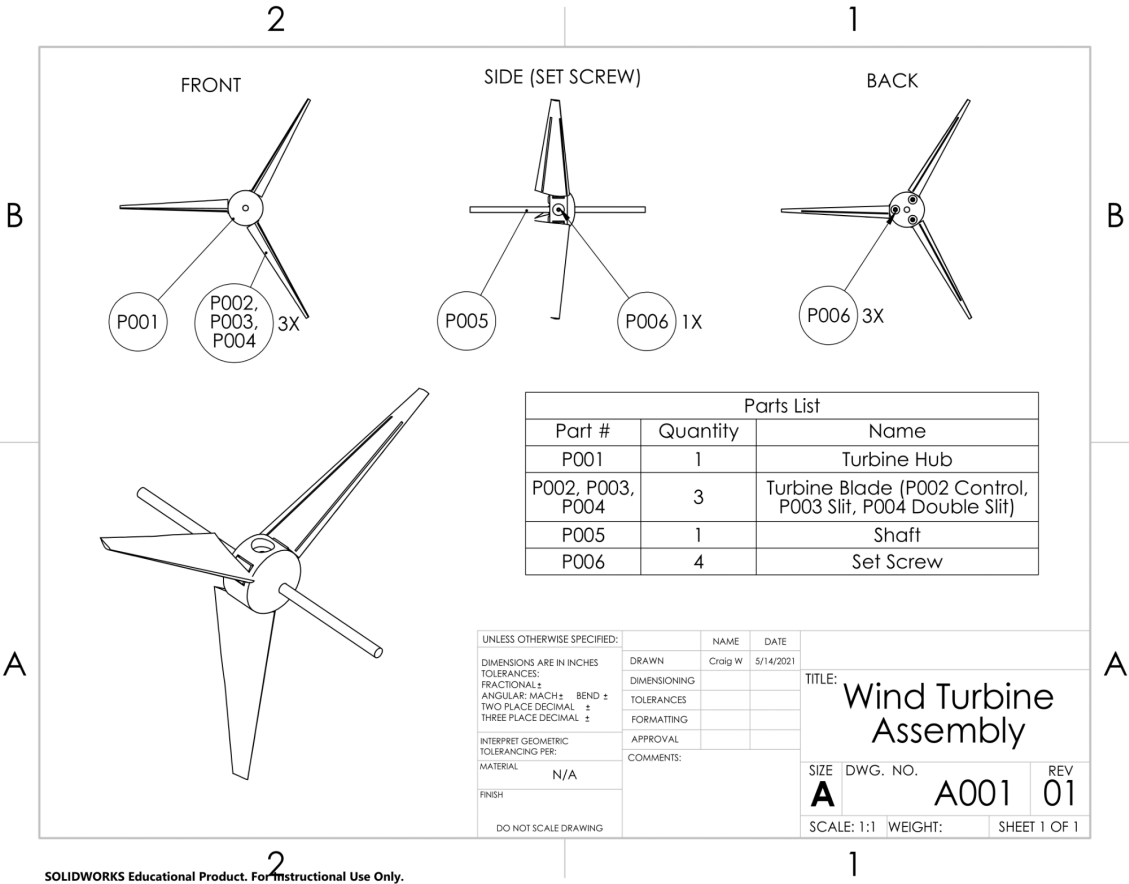 2
1
FRONT
SIDE (SET SCREW)
BACK
B
B
P001
P002,
P003,
P004
3X
P005
P006
1X
P006
3X
Parts List
Part #
Quantity
Name
P001
1
Turbine Hub
P002, P003,
P004
3
Turbine Blade (P002 Control,
P003 Slit, P004 Double Slit)
P005
1
Shaft
P006
4
Set Screw
A
A
UNLESS OTHERWISE SPECIFIED:
DIMENSIONS ARE IN INCHES
TOLERANCES:
FRACTIONAL±
ANGULAR: MACH± BEND ±
TWO PLACE DECIMAL ±
THREE PLACE DECIMAL ±
INTERPRET GEOMETRIC
TOLERANCING PER:
MATERIAL
N/A
FINISH
DO NOT SCALE DRAWING
NAME
DATE
DRAWN
Craig W
5/14/2021
DIMENSIONING
TOLERANCES
FORMATTING
APPROVAL
COMMENTS:
TITLE:
Wind Turbine
Assembly
SIZE
A
DWG. NO.
A001
REV
01
SCALE: 1:1
WEIGHT:
SHEET 1 OF 1
2
1
SOLIDWORKS Educational Product. For Instructional Use Only.